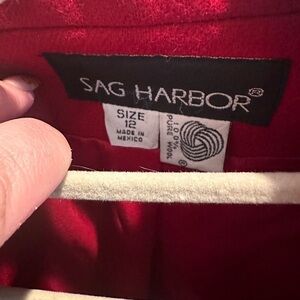 SAG HARBOR®
SIZE
12
MADE IN
MEXICO
100%
PURE WOOL
®